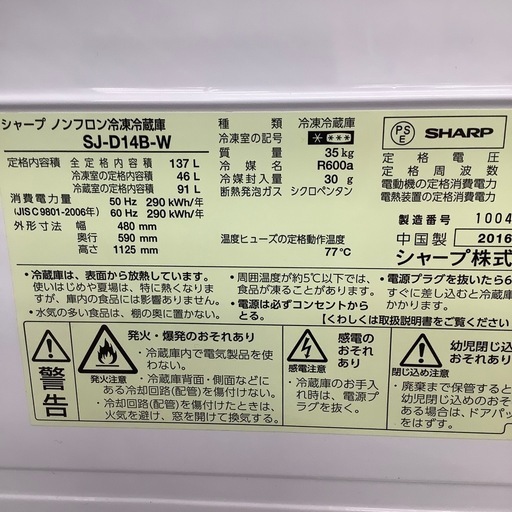 シャープ ノンフロン冷凍冷蔵庫
SJ-D14B-W
定格内容積 全定格内容積 137 L
冷凍室の定格内容積 46 L
冷蔵室の定格内容積 91 L
消費電力量 50 Hz 290 kWh/年
(JIS C 9801-2006年) 60 Hz 290 kWh/年
外形寸法 幅 480 mm
奥行 590 mm
高さ 1125 mm
種類 冷凍冷蔵庫
冷凍室の記号
質量 35 kg
冷媒名 R600a
冷媒封入量 30 g
断熱発泡ガス シクロペンタン
温度ヒューズの定格動作温度
77℃
PS
E
SHARP
定格電圧
定格周波数
電動機の定格消費電力
電熱装置の定格消費電力
製造番号 1004
中国製 2016
シャープ株式
・冷蔵庫は、表面から放熱しています。
使いはじめや夏場は、特に熱く感じられま
すが、庫内の食品には影響ありません。
・水気の多い食品は、棚の奥に置かない。
・周囲温度が約5℃以下では、
食品が凍ることがあります。
・電源は必ずコンセントから
とる。
・電源プラグを抜いたら6
すぐに差し込むと冷蔵庫
かかります。
【くわしくは取扱説明書をご覧ください
警告
発火注意
発火・爆発のおそれあり
・冷蔵庫内で電気製品を使
わない。
・冷蔵庫背面・側面などに
ある冷却回路(配管)を傷付けない。
・冷却回路(配管)を傷付けたときは、
火気を避け、窓を開けて換気する。
感電注意
感電の
おそれ
あり
・冷蔵庫のお手入
れ時は、電源プ
ラグを抜く。
閉じ込め注意
幼児閉じ込
おそれあり
・廃棄まで保管すると
幼児の閉じ込めのお
ある場合は、ドアパッ
をはずす。